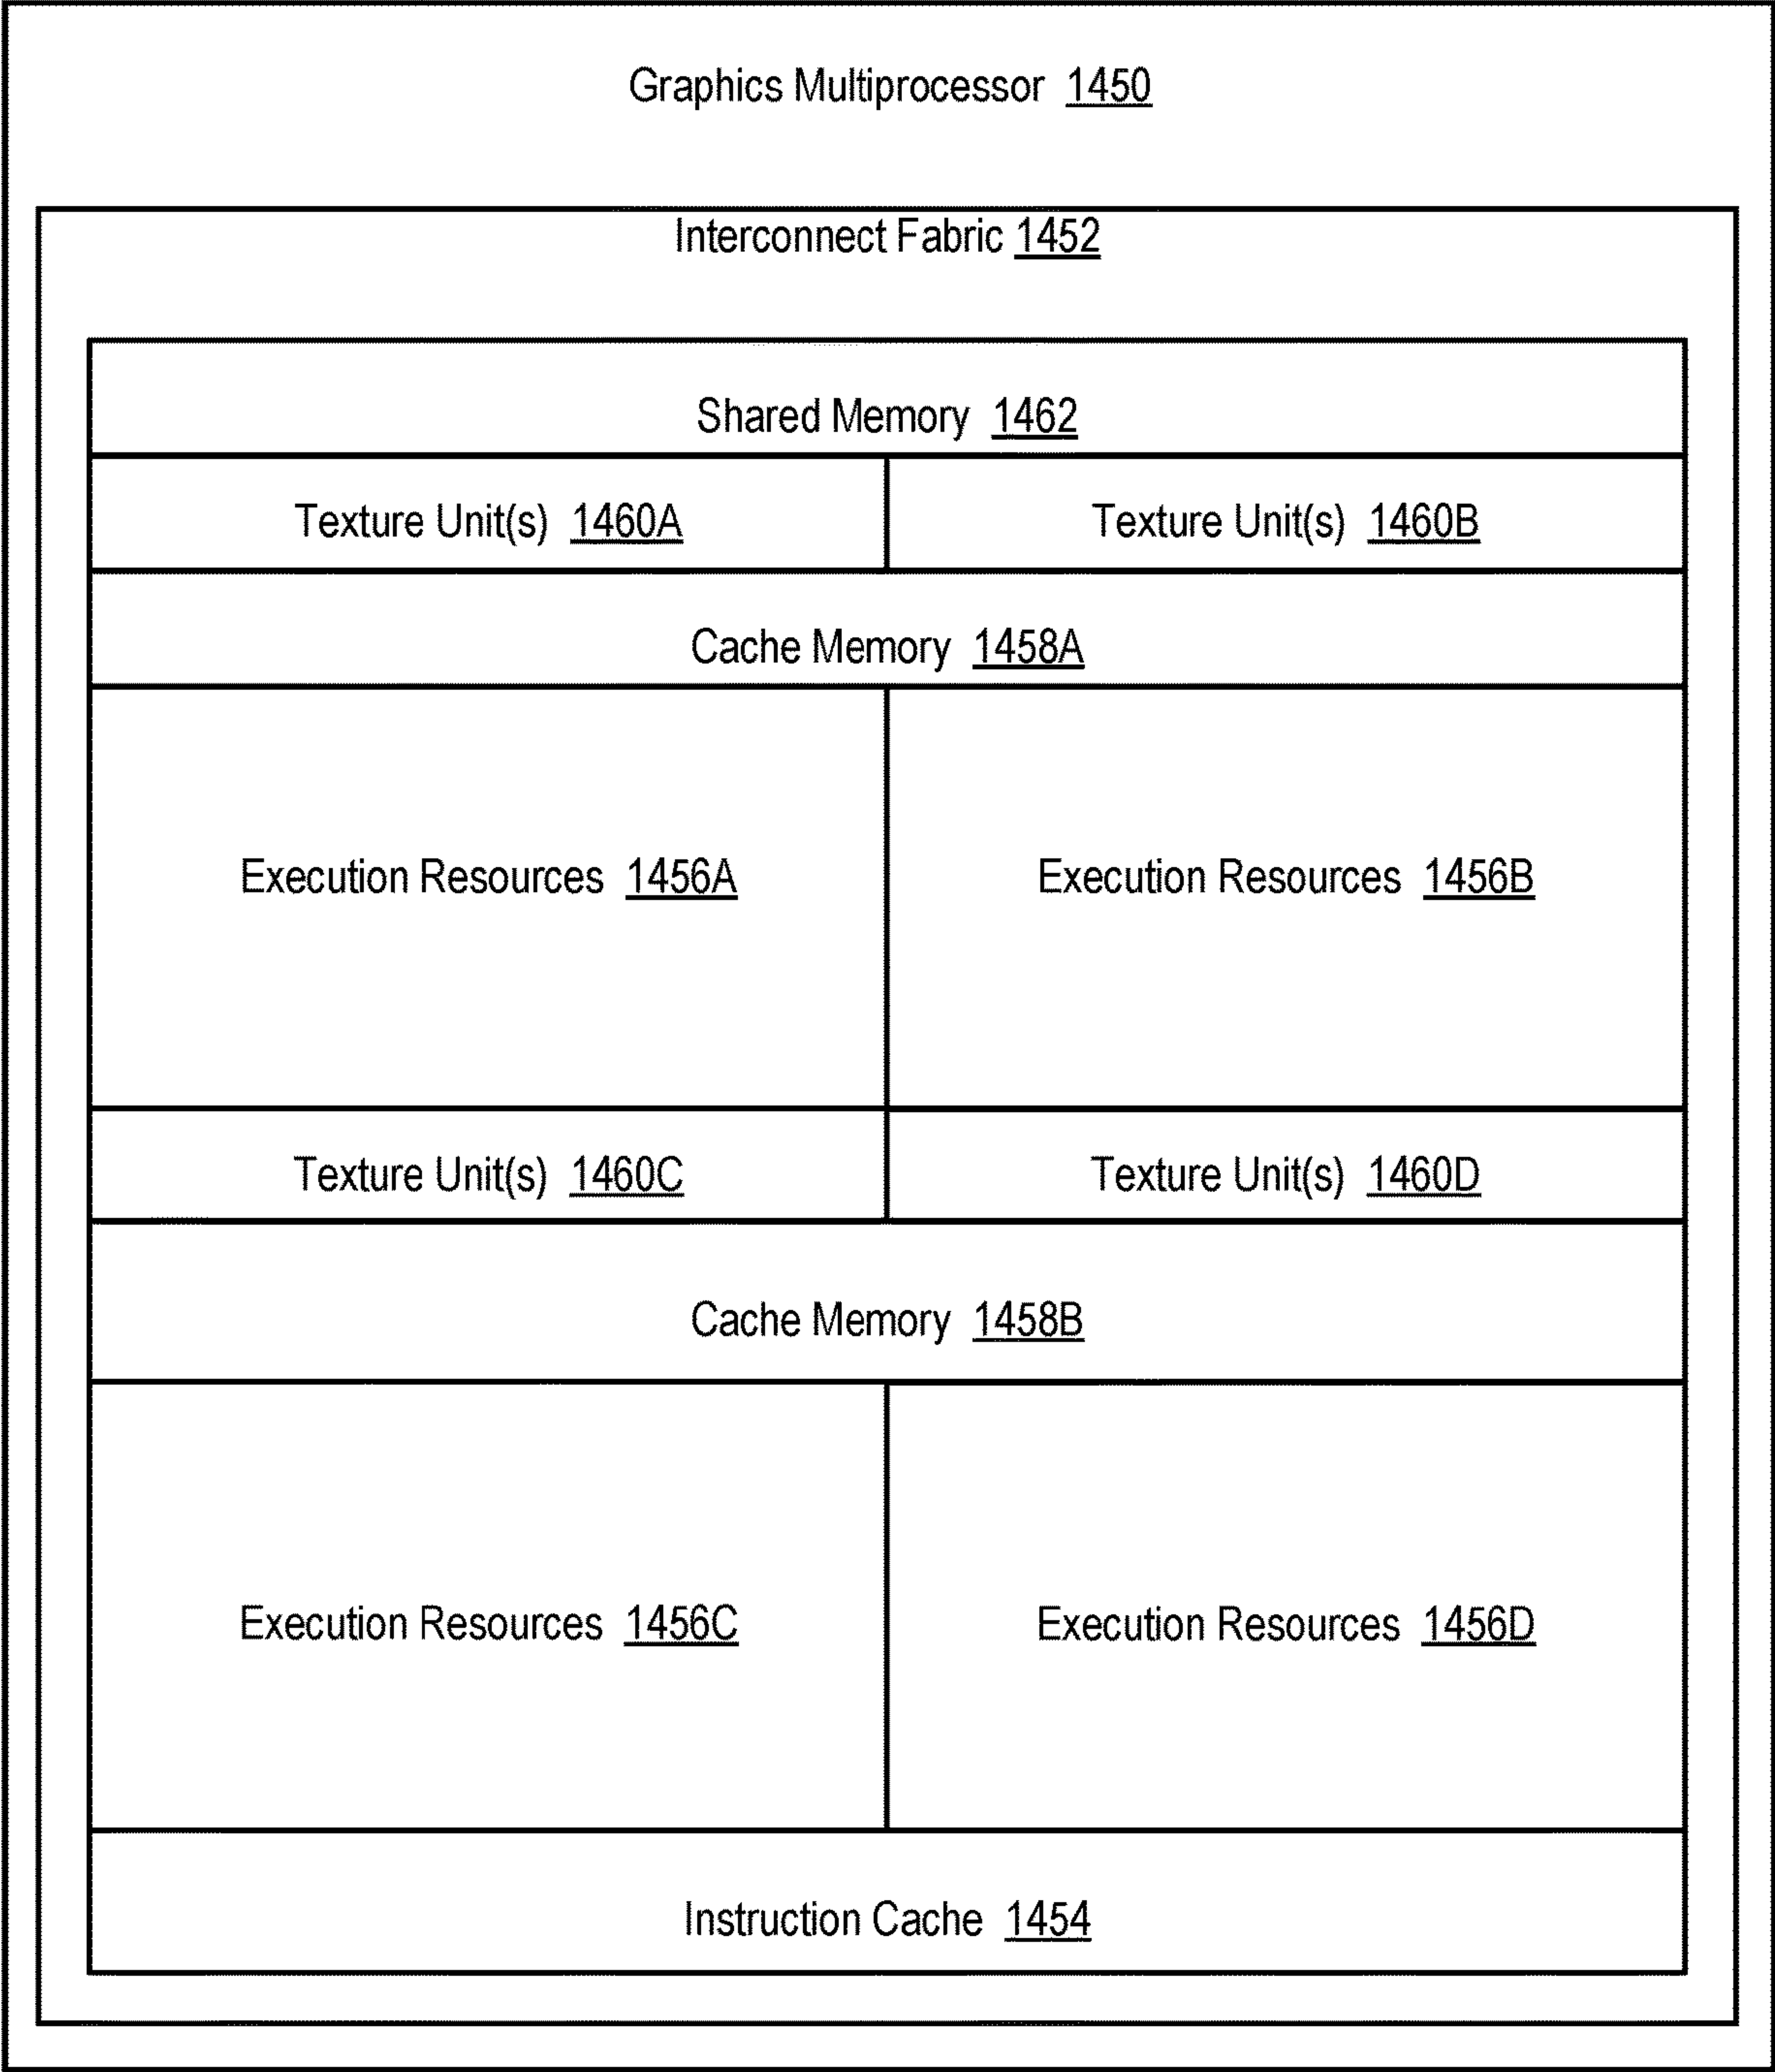 Graphics Multiprocessor 1450
Interconnect Fabric 1452
Shared Memory 1462
Texture Unit(s) 1460A
Texture Unit(s) 1460B
Cache Memory 1458A
Execution Resources 1456A
Execution Resources 1456B
Texture Unit(s) 1460C
Texture Unit(s) 1460D
Cache Memory 1458B
Execution Resources 1456C
Execution Resources 1456D
Instruction Cache 1454